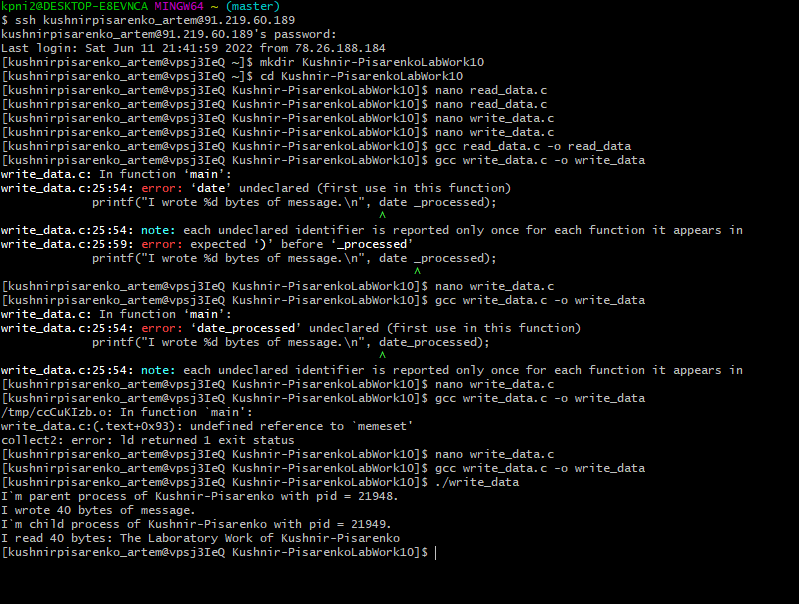 kpni2@DESKTOP-E8EVNCA MINGW64 ~ (master)
$ ssh kushnirpisarenko_artem@91.219.60.189
kushnirpisarenko_artem@91.219.60.189's password:
Last login: Sat Jun 11 21:41:59 2022 from 78.26.188.184
[kushnirpisarenko_artem@vpsj3IeQ ~]$ mkdir Kushnir-PisarenkoLabWork10
[kushnirpisarenko_artem@vpsj3IeQ ~]$ cd Kushnir-PisarenkoLabWork10
[kushnirpisarenko_artem@vpsj3IeQ Kushnir-PisarenkoLabWork10]$ nano read_data.c
[kushnirpisarenko_artem@vpsj3IeQ Kushnir-PisarenkoLabWork10]$ nano read_data.c
[kushnirpisarenko_artem@vpsj3IeQ Kushnir-PisarenkoLabWork10]$ nano write_data.c
[kushnirpisarenko_artem@vpsj3IeQ Kushnir-PisarenkoLabWork10]$ nano write_data.c
[kushnirpisarenko_artem@vpsj3IeQ Kushnir-PisarenkoLabWork10]$ gcc read_data.c -o read_data
[kushnirpisarenko_artem@vpsj3IeQ Kushnir-PisarenkoLabWork10]$ gcc write_data.c -o write_data
write_data.c: In function ‘main’:
write_data.c:25:54: error: ‘date’ undeclared (first use in this function)
printf("I wrote %d bytes of message.\n", date _processed);
^
write_data.c:25:54: note: each undeclared identifier is reported only once for each function it appears in
write_data.c:25:59: error: expected ‘)’ before ‘_processed’
printf("I wrote %d bytes of message.\n", date _processed);
^
[kushnirpisarenko_artem@vpsj3IeQ Kushnir-PisarenkoLabWork10]$ nano write_data.c
[kushnirpisarenko_artem@vpsj3IeQ Kushnir-PisarenkoLabWork10]$ gcc write_data.c -o write_data
write_data.c: In function ‘main’:
write_data.c:25:54: error: ‘date_processed’ undeclared (first use in this function)
printf("I wrote %d bytes of message.\n", date_processed);
^
write_data.c:25:54: note: each undeclared identifier is reported only once for each function it appears in
[kushnirpisarenko_artem@vpsj3IeQ Kushnir-PisarenkoLabWork10]$ nano write_data.c
[kushnirpisarenko_artem@vpsj3IeQ Kushnir-PisarenkoLabWork10]$ gcc write_data.c -o write_data
/tmp/ccCuKIzb.o: In function `main':
write_data.c:(.text+0x93): undefined reference to `memeset'
collect2: error: ld returned 1 exit status
[kushnirpisarenko_artem@vpsj3IeQ Kushnir-PisarenkoLabWork10]$ nano write_data.c
[kushnirpisarenko_artem@vpsj3IeQ Kushnir-PisarenkoLabWork10]$ gcc write_data.c -o write_data
[kushnirpisarenko_artem@vpsj3IeQ Kushnir-PisarenkoLabWork10]$ ./write_data
I`m parent process of Kushnir-Pisarenko with pid = 21948.
I wrote 40 bytes of message.
I`m child process of Kushnir-Pisarenko with pid = 21949.
I read 40 bytes: The Laboratory Work of Kushnir-Pisarenko
[kushnirpisarenko_artem@vpsj3IeQ Kushnir-PisarenkoLabWork10]$